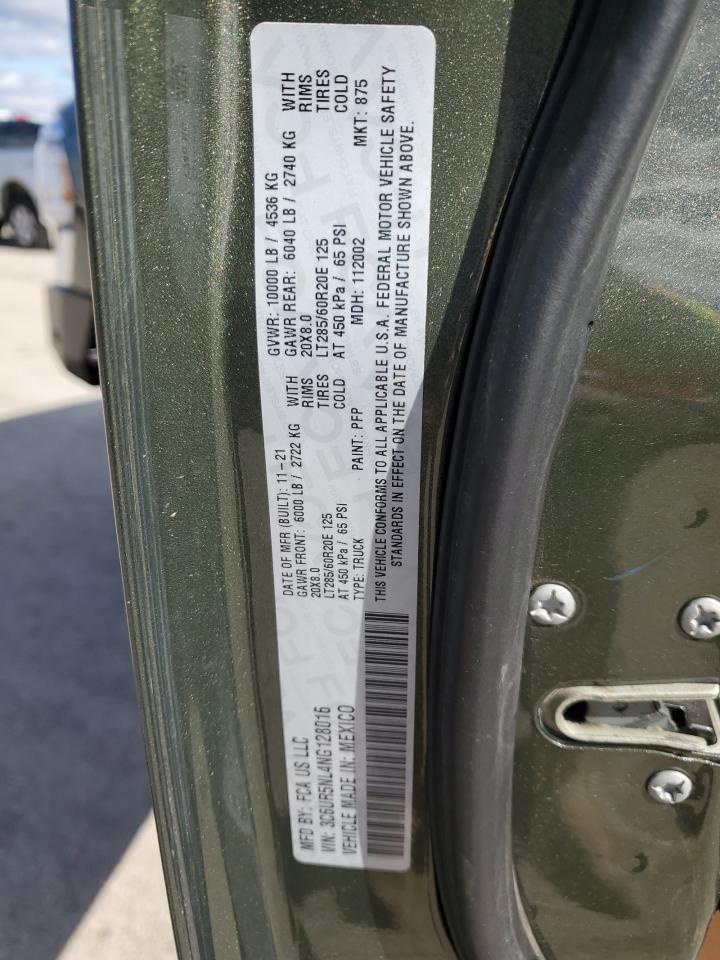 MFD BY: FCA US LLC
DATE OF MFR (BUILT): 11-21
GVWR: 10000 LB / 4536 KG
GAWR FRONT: 6000 LB / 2722 KG WITH
GAWR REAR: 6040 LB / 2740 KG WITH
20X8.0 RIMS
20X8.0 RIMS
LT285/60R20E 125 TIRES
LT285/60R20E 125 TIRES
AT 450 kPa / 65 PSI COLD
AT 450 kPa / 65 PSI COLD
VIN: 3C6UR5NL4NG128016
TYPE: TRUCK
PAINT: PFP
MDH: 112002
MKT: 875
VEHICLE MADE IN: MEXICO
THIS VEHICLE CONFORMS TO ALL APPLICABLE U.S.A. FEDERAL MOTOR VEHICLE SAFETY
STANDARDS IN EFFECT ON THE DATE OF MANUFACTURE SHOWN ABOVE.